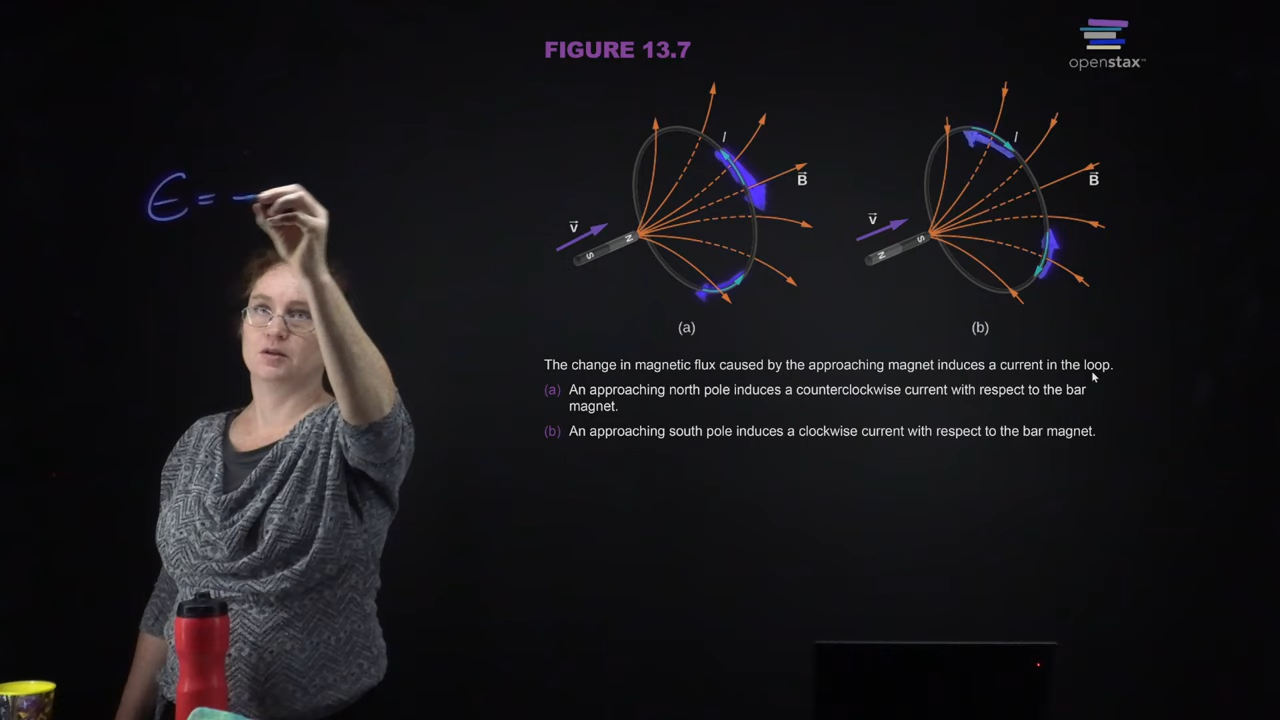 FIGURE 13.7
openstax™
ε = -
I
B
v
N
S
(a)
I
B
v
S
N
(b)
The change in magnetic flux caused by the approaching magnet induces a current in the loop.
(a) An approaching north pole induces a counterclockwise current with respect to the bar
magnet.
(b) An approaching south pole induces a clockwise current with respect to the bar magnet.